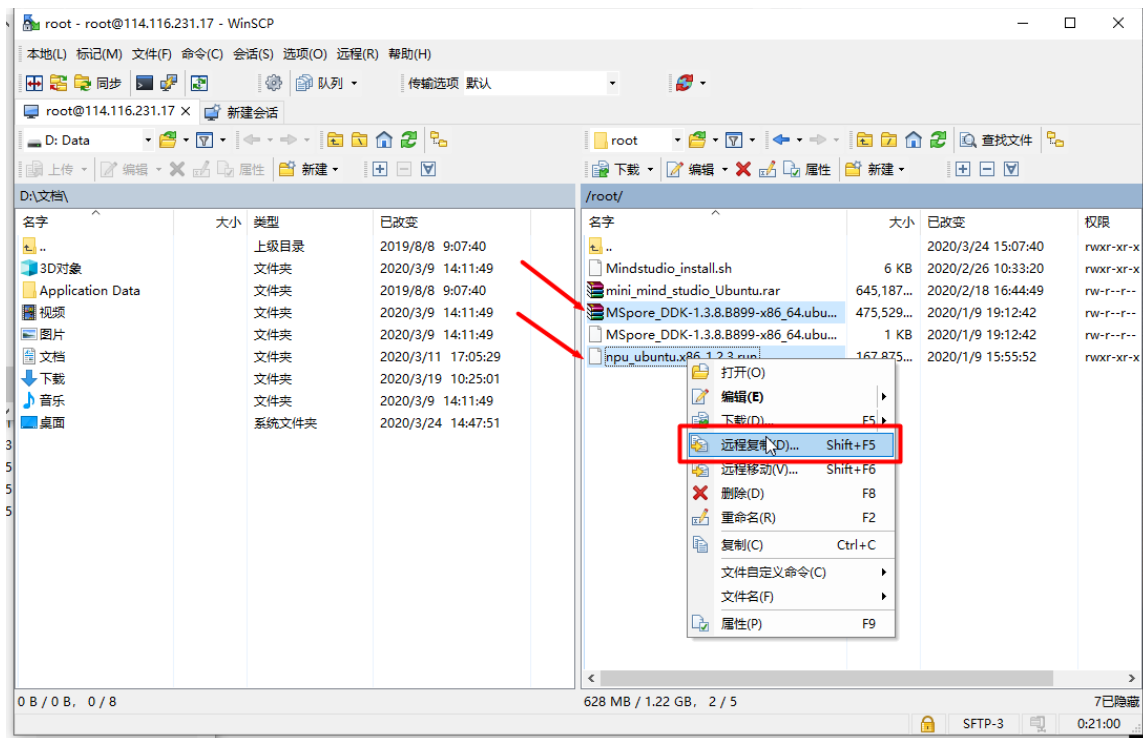 root - root@114.116.231.17 - WinSCP
本地(L) 标记(M) 文件(F) 命令(C) 会话(S) 选项(O) 远程(R) 帮助(H)
同步 队列 传输选项 默认
root@114.116.231.17 × 新建会话
D: Data root 查找文件
上传 编辑 属性 新建 下载 编辑 属性 新建
D:\文档\ /root/
名字 大小 类型 已改变 名字 大小 已改变 权限
.. 上级目录 2019/8/8 9:07:40 .. 2020/3/24 15:07:40 rwxr-xr-x
3D对象 文件夹 2020/3/9 14:11:49 Mindstudio_install.sh 6 KB 2020/2/26 10:33:20 rwxr-xr-x
Application Data 文件夹 2020/3/9 14:11:49 mini_mind_studio_Ubuntu.rar 645,187... 2020/2/18 16:44:49 rw-r--r--
视频 文件夹 2020/3/9 14:11:49 MSpore_DDK-1.3.8.B899-x86_64.ubu... 475,529... 2020/1/9 19:12:42 rw-r--r--
图片 文件夹 2020/3/9 14:11:49 MSpore_DDK-1.3.8.B899-x86_64.ubu... 1 KB 2020/1/9 19:12:42 rw-r--r--
文档 文件夹 2020/3/11 17:05:29 npu_ubuntu.x86_1.2.3.run 167,875... 2020/1/9 15:55:52 rwxr-xr-x
下载 文件夹 2020/3/19 10:25:01
音乐 文件夹 2020/3/9 14:11:49
桌面 系统文件夹 2020/3/24 14:47:51
打开(O)
编辑(E)
下载(D)... F5
远程复制(D)... Shift+F5
远程移动(V)... Shift+F6
删除(D) F8
重命名(R) F2
复制(C) Ctrl+C
文件自定义命令(C)
文件名(F)
属性(P) F9
0 B / 0 B, 0 / 8 628 MB / 1.22 GB, 2 / 5 7已隐藏
SFTP-3 0:21:00